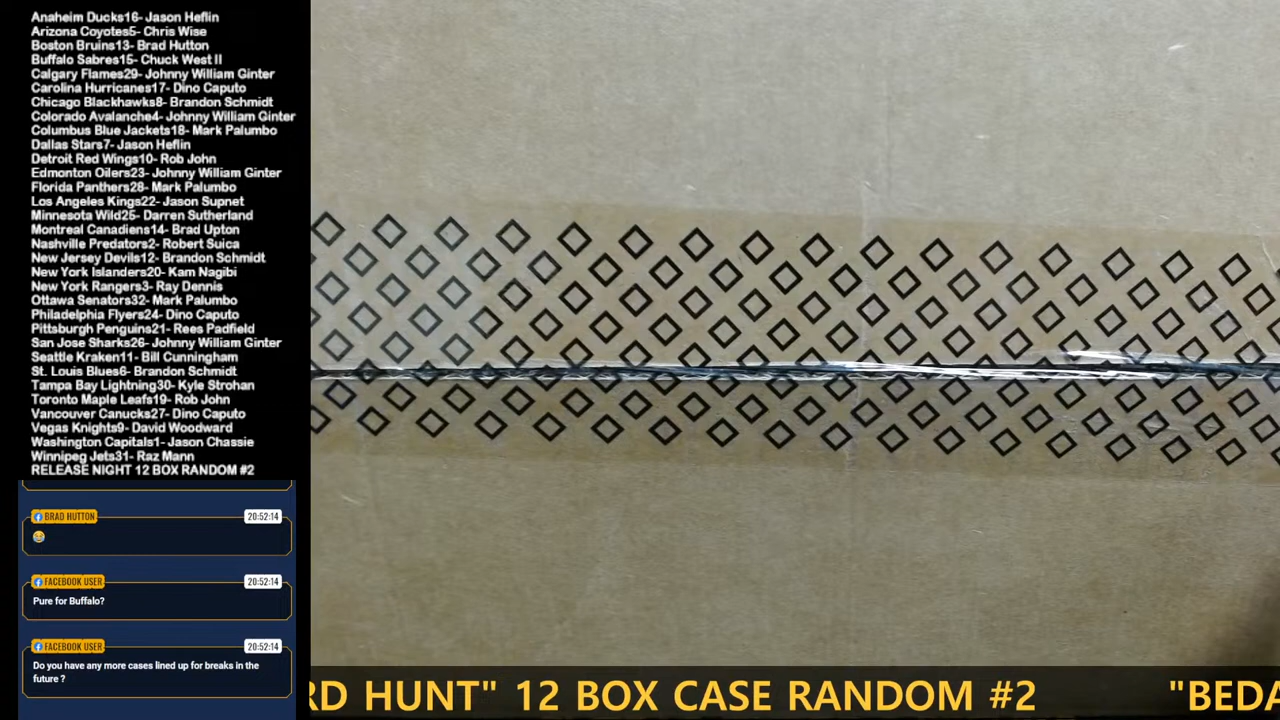 Anaheim Ducks16- Jason Heflin
Arizona Coyotes5- Chris Wise
Boston Bruins13- Brad Hutton
Buffalo Sabres15- Chuck West II
Calgary Flames29- Johnny William Ginter
Carolina Hurricanes17- Dino Caputo
Chicago Blackhawks8- Brandon Schmidt
Colorado Avalanche4- Johnny William Ginter
Columbus Blue Jackets18- Mark Palumbo
Dallas Stars7- Jason Heflin
Detroit Red Wings10- Rob John
Edmonton Oilers23- Johnny William Ginter
Florida Panthers28- Mark Palumbo
Los Angeles Kings22- Jason Supnet
Minnesota Wild25- Darren Sutherland
Montreal Canadiens14- Brad Upton
Nashville Predators2- Robert Suica
New Jersey Devils12- Brandon Schmidt
New York Islanders20- Kam Nagibi
New York Rangers3- Ray Dennis
Ottawa Senators32- Mark Palumbo
Philadelphia Flyers24- Dino Caputo
Pittsburgh Penguins21- Rees Padfield
San Jose Sharks26- Johnny William Ginter
Seattle Kraken11- Bill Cunningham
St. Louis Blues6- Brandon Schmidt
Tampa Bay Lightning30- Kyle Strohan
Toronto Maple Leafs19- Rob John
Vancouver Canucks27- Dino Caputo
Vegas Knights9- David Woodward
Washington Capitals1- Jason Chassie
Winnipeg Jets31- Raz Mann
RELEASE NIGHT 12 BOX RANDOM #2
BRAD HUTTON 20:52:14
😂
FACEBOOK USER 20:52:14
Pure for Buffalo?
FACEBOOK USER 20:52:14
Do you have any more cases lined up for breaks in the
future ?
RD HUNT" 12 BOX CASE RANDOM #2 "BEDA